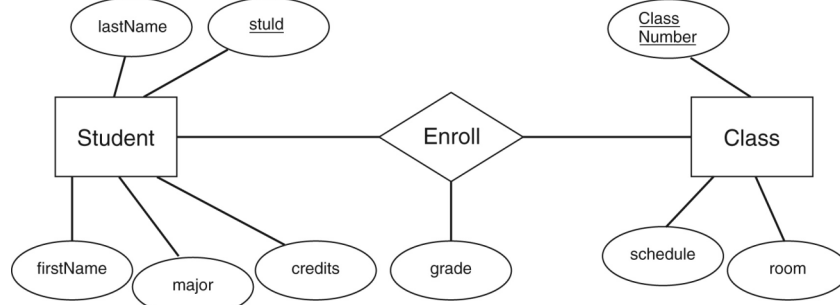 lastName
stuId
Class
Number
Student
Enroll
Class
firstName
major
credits
grade
schedule
room